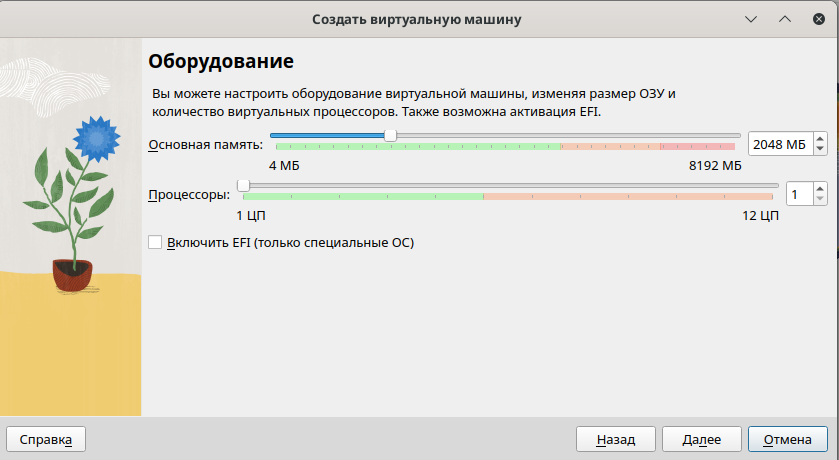 Создать виртуальную машину
Оборудование
Вы можете настроить оборудование виртуальной машины, изменяя размер ОЗУ и
количество виртуальных процессоров. Также возможна активация EFI.
Основная память: 2048 МБ
4 МБ 8192 МБ
Процессоры: 1
1 ЦП 12 ЦП
Включить EFI (только специальные ОС)
Справка Назад Далее Отмена